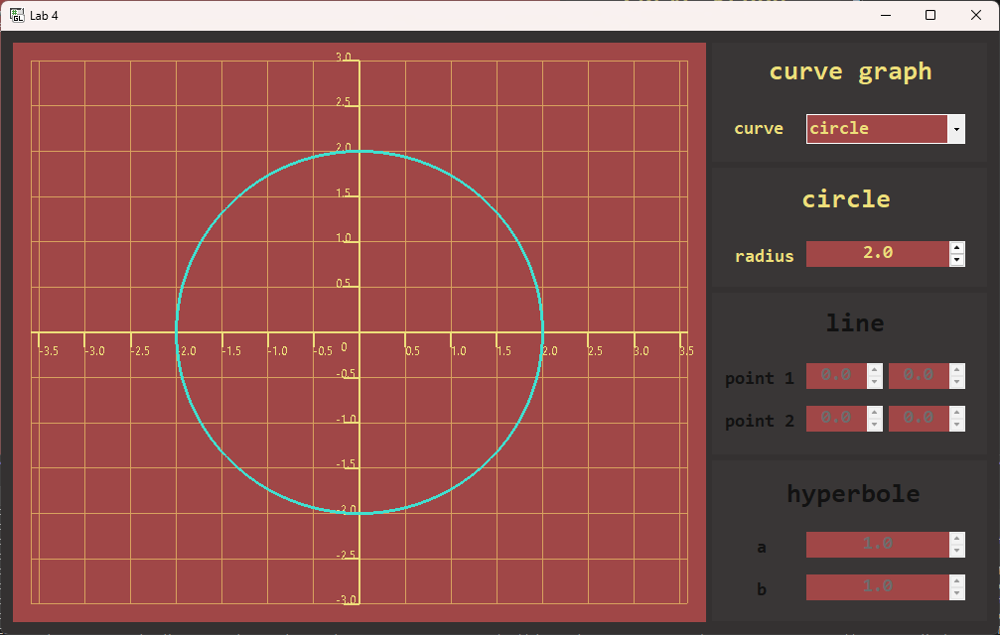 Lab 4
3.0
2.5
2.0
1.5
1.0
0.5
-3.5 -3.0 -2.5 -2.0 -1.5 -1.0 -0.5 0 0.5 1.0 1.5 2.0 2.5 3.0 3.5
-0.5
-1.0
-1.5
-2.0
-2.5
-3.0
curve graph
curve circle
circle
radius 2.0
line
point 1 0.0 0.0
point 2 0.0 0.0
hyperbole
a 1.0
b 1.0